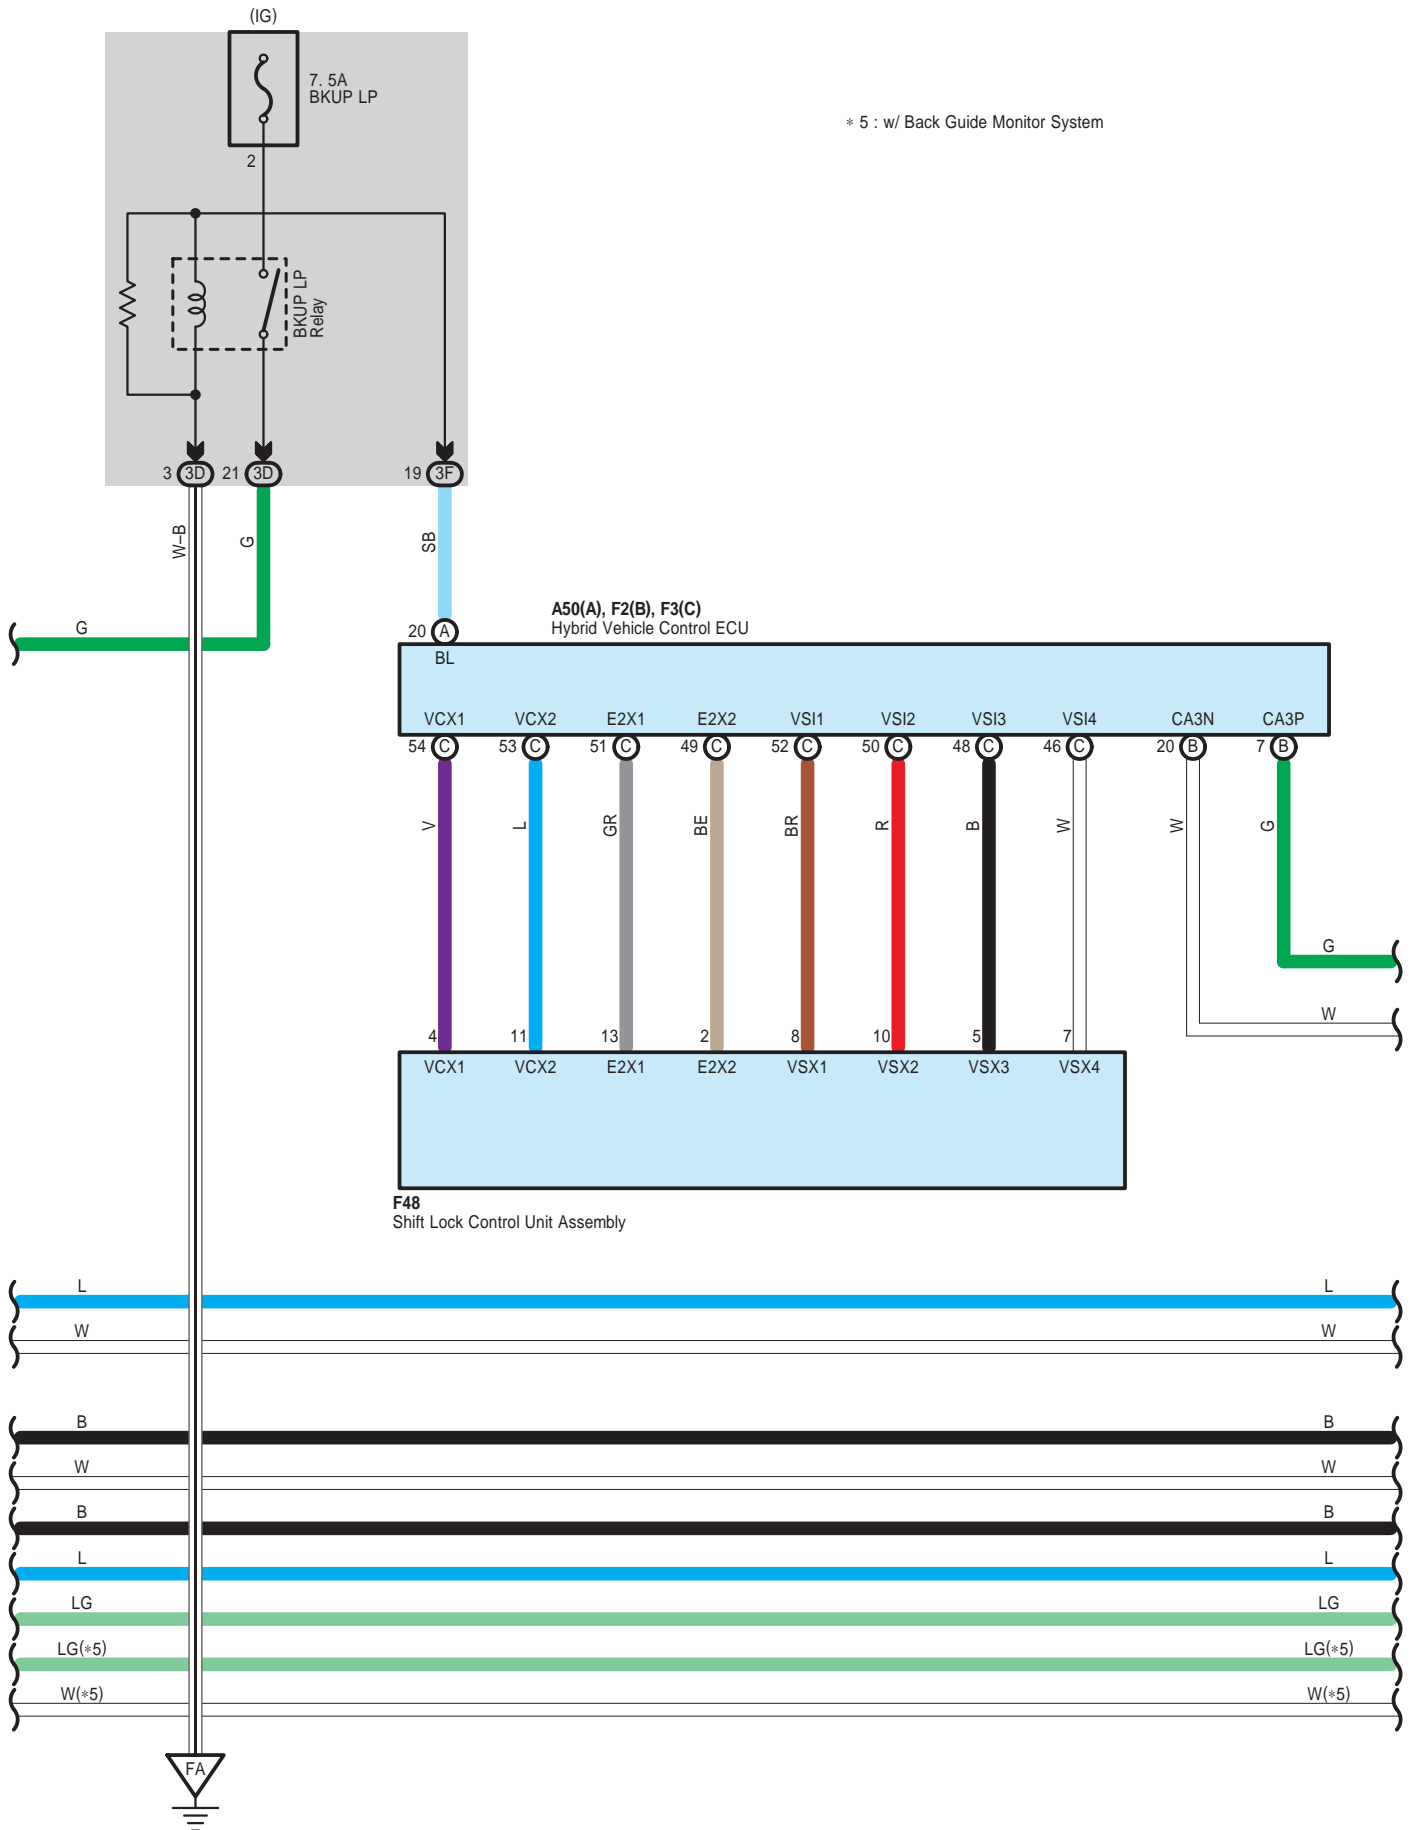 (IG)
7. 5A
BKUP LP
∗ 5 : w/ Back Guide Monitor System
2
BKUP LP
Relay
3 3D 21 3D 19 3F
W–B G SB
A50(A), F2(B), F3(C)
Hybrid Vehicle Control ECU
G
20 A
BL
VCX1 VCX2 E2X1 E2X2 VSI1 VSI2 VSI3 VSI4 CA3N CA3P
54 C 53 C 51 C 49 C 52 C 50 C 48 C 46 C 20 B 7 B
V L GR BE BR R B W W G
G
W
4 11 13 2 8 10 5 7
VCX1 VCX2 E2X1 E2X2 VSX1 VSX2 VSX3 VSX4
F48
Shift Lock Control Unit Assembly
L L
W W
B B
W W
B B
L L
LG LG
LG(∗5) LG(∗5)
W(∗5) W(∗5)
FA